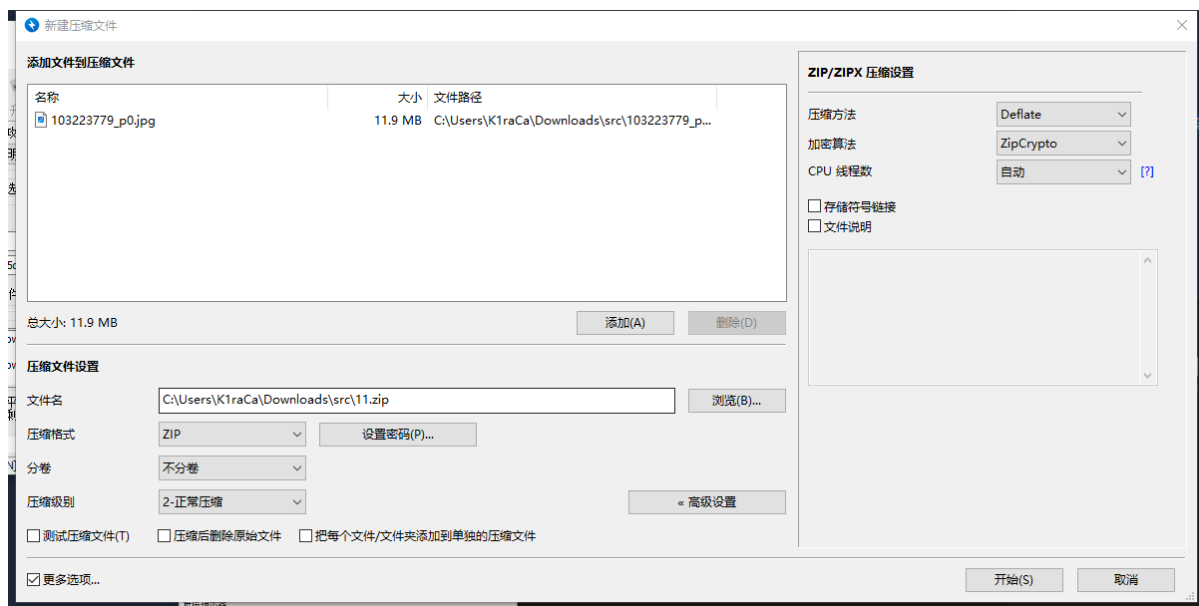 新建压缩文件
添加文件到压缩文件
名称 大小 文件路径
103223779_p0.jpg 11.9 MB C:\Users\K1raCa\Downloads\src\103223779_p...
总大小: 11.9 MB 添加(A) 删除(D)
压缩文件设置
文件名 C:\Users\K1raCa\Downloads\src\11.zip 浏览(B)...
压缩格式 ZIP 设置密码(P)...
分卷 不分卷
压缩级别 2-正常压缩 « 高级设置
测试压缩文件(T) 压缩后删除原始文件 把每个文件/文件夹添加到单独的压缩文件
更多选项...
ZIP/ZIPX 压缩设置
压缩方法 Deflate
加密算法 ZipCrypto
CPU 线程数 自动 [?]
存储符号链接
文件说明
开始(S) 取消